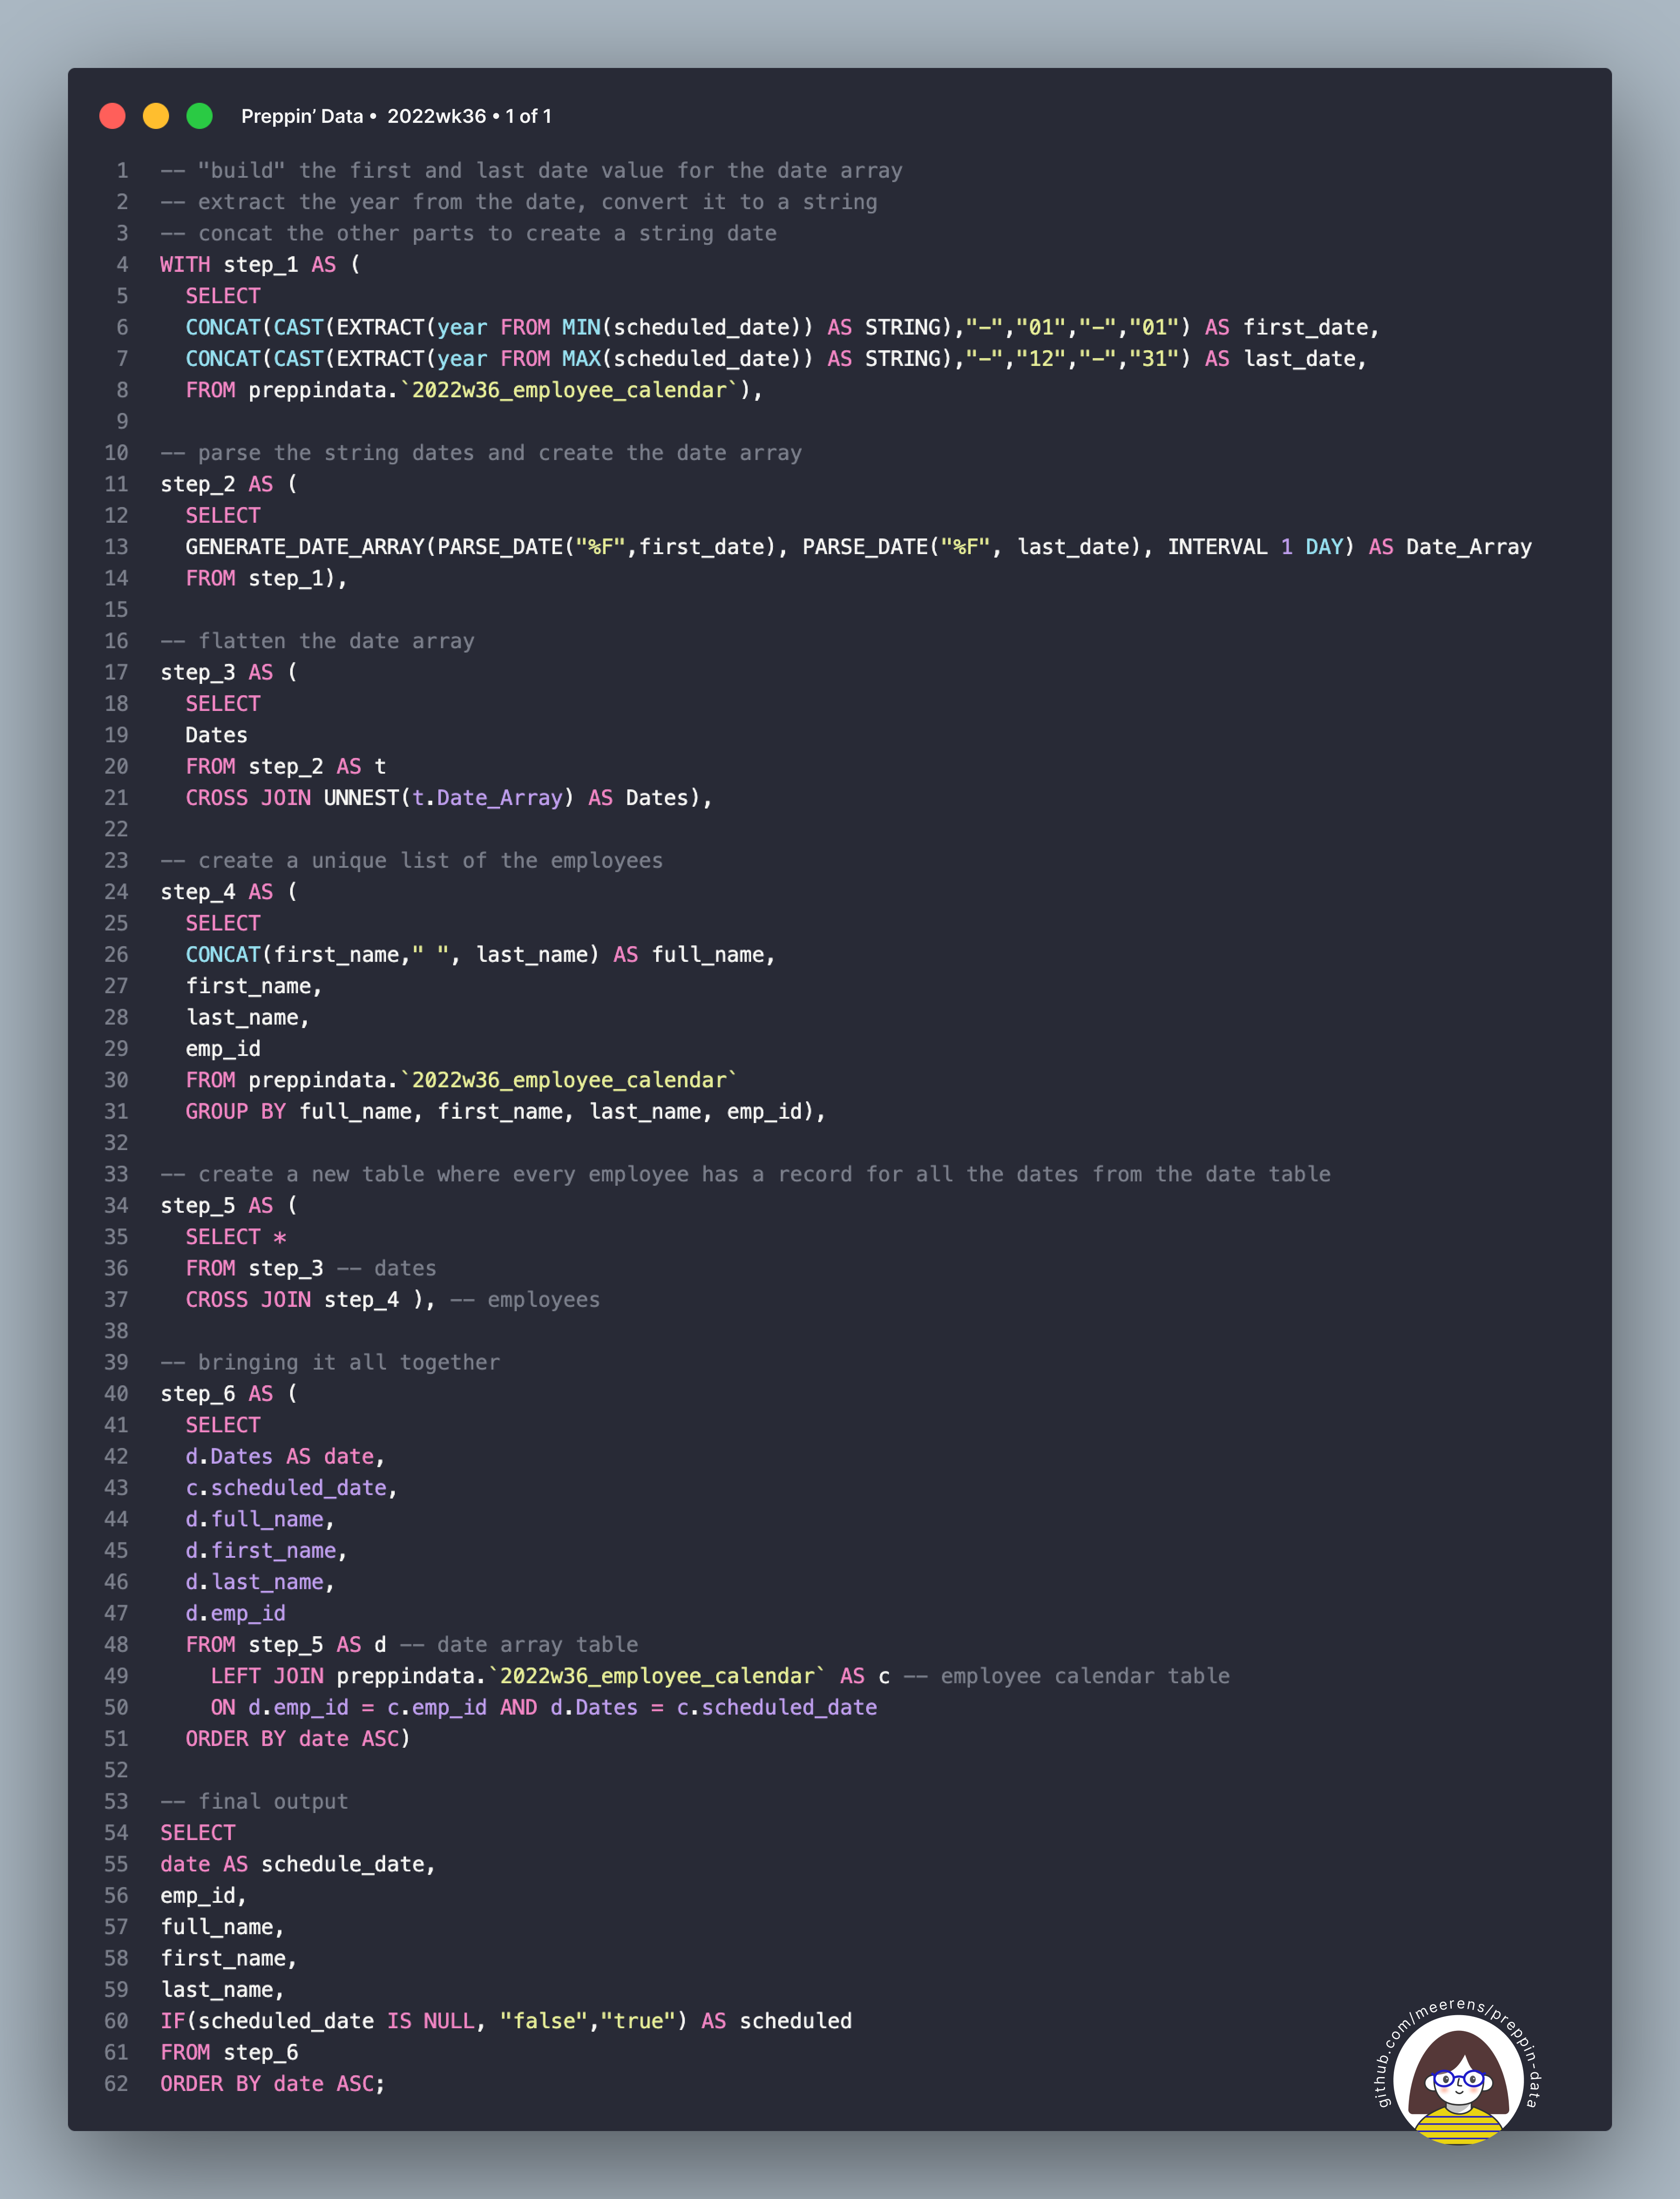 Preppin’ Data • 2022wk36 • 1 of 1
1 -- "build" the first and last date value for the date array
2 -- extract the year from the date, convert it to a string
3 -- concat the other parts to create a string date
4 WITH step_1 AS (
5 SELECT
6 CONCAT(CAST(EXTRACT(year FROM MIN(scheduled_date)) AS STRING),"-","01","-","01") AS first_date,
7 CONCAT(CAST(EXTRACT(year FROM MAX(scheduled_date)) AS STRING),"-","12","-","31") AS last_date,
8 FROM preppindata.`2022w36_employee_calendar`),
9
10 -- parse the string dates and create the date array
11 step_2 AS (
12 SELECT
13 GENERATE_DATE_ARRAY(PARSE_DATE("%F",first_date), PARSE_DATE("%F", last_date), INTERVAL 1 DAY) AS Date_Array
14 FROM step_1),
15
16 -- flatten the date array
17 step_3 AS (
18 SELECT
19 Dates
20 FROM step_2 AS t
21 CROSS JOIN UNNEST(t.Date_Array) AS Dates),
22
23 -- create a unique list of the employees
24 step_4 AS (
25 SELECT
26 CONCAT(first_name," ", last_name) AS full_name,
27 first_name,
28 last_name,
29 emp_id
30 FROM preppindata.`2022w36_employee_calendar`
31 GROUP BY full_name, first_name, last_name, emp_id),
32
33 -- create a new table where every employee has a record for all the dates from the date table
34 step_5 AS (
35 SELECT *
36 FROM step_3 -- dates
37 CROSS JOIN step_4 ), -- employees
38
39 -- bringing it all together
40 step_6 AS (
41 SELECT
42 d.Dates AS date,
43 c.scheduled_date,
44 d.full_name,
45 d.first_name,
46 d.last_name,
47 d.emp_id
48 FROM step_5 AS d -- date array table
49 LEFT JOIN preppindata.`2022w36_employee_calendar` AS c -- employee calendar table
50 ON d.emp_id = c.emp_id AND d.Dates = c.scheduled_date
51 ORDER BY date ASC)
52
53 -- final output
54 SELECT
55 date AS schedule_date,
56 emp_id,
57 full_name,
58 first_name,
59 last_name,
60 IF(scheduled_date IS NULL, "false","true") AS scheduled
61 FROM step_6
62 ORDER BY date ASC;
github.com/meerens/preppin-data